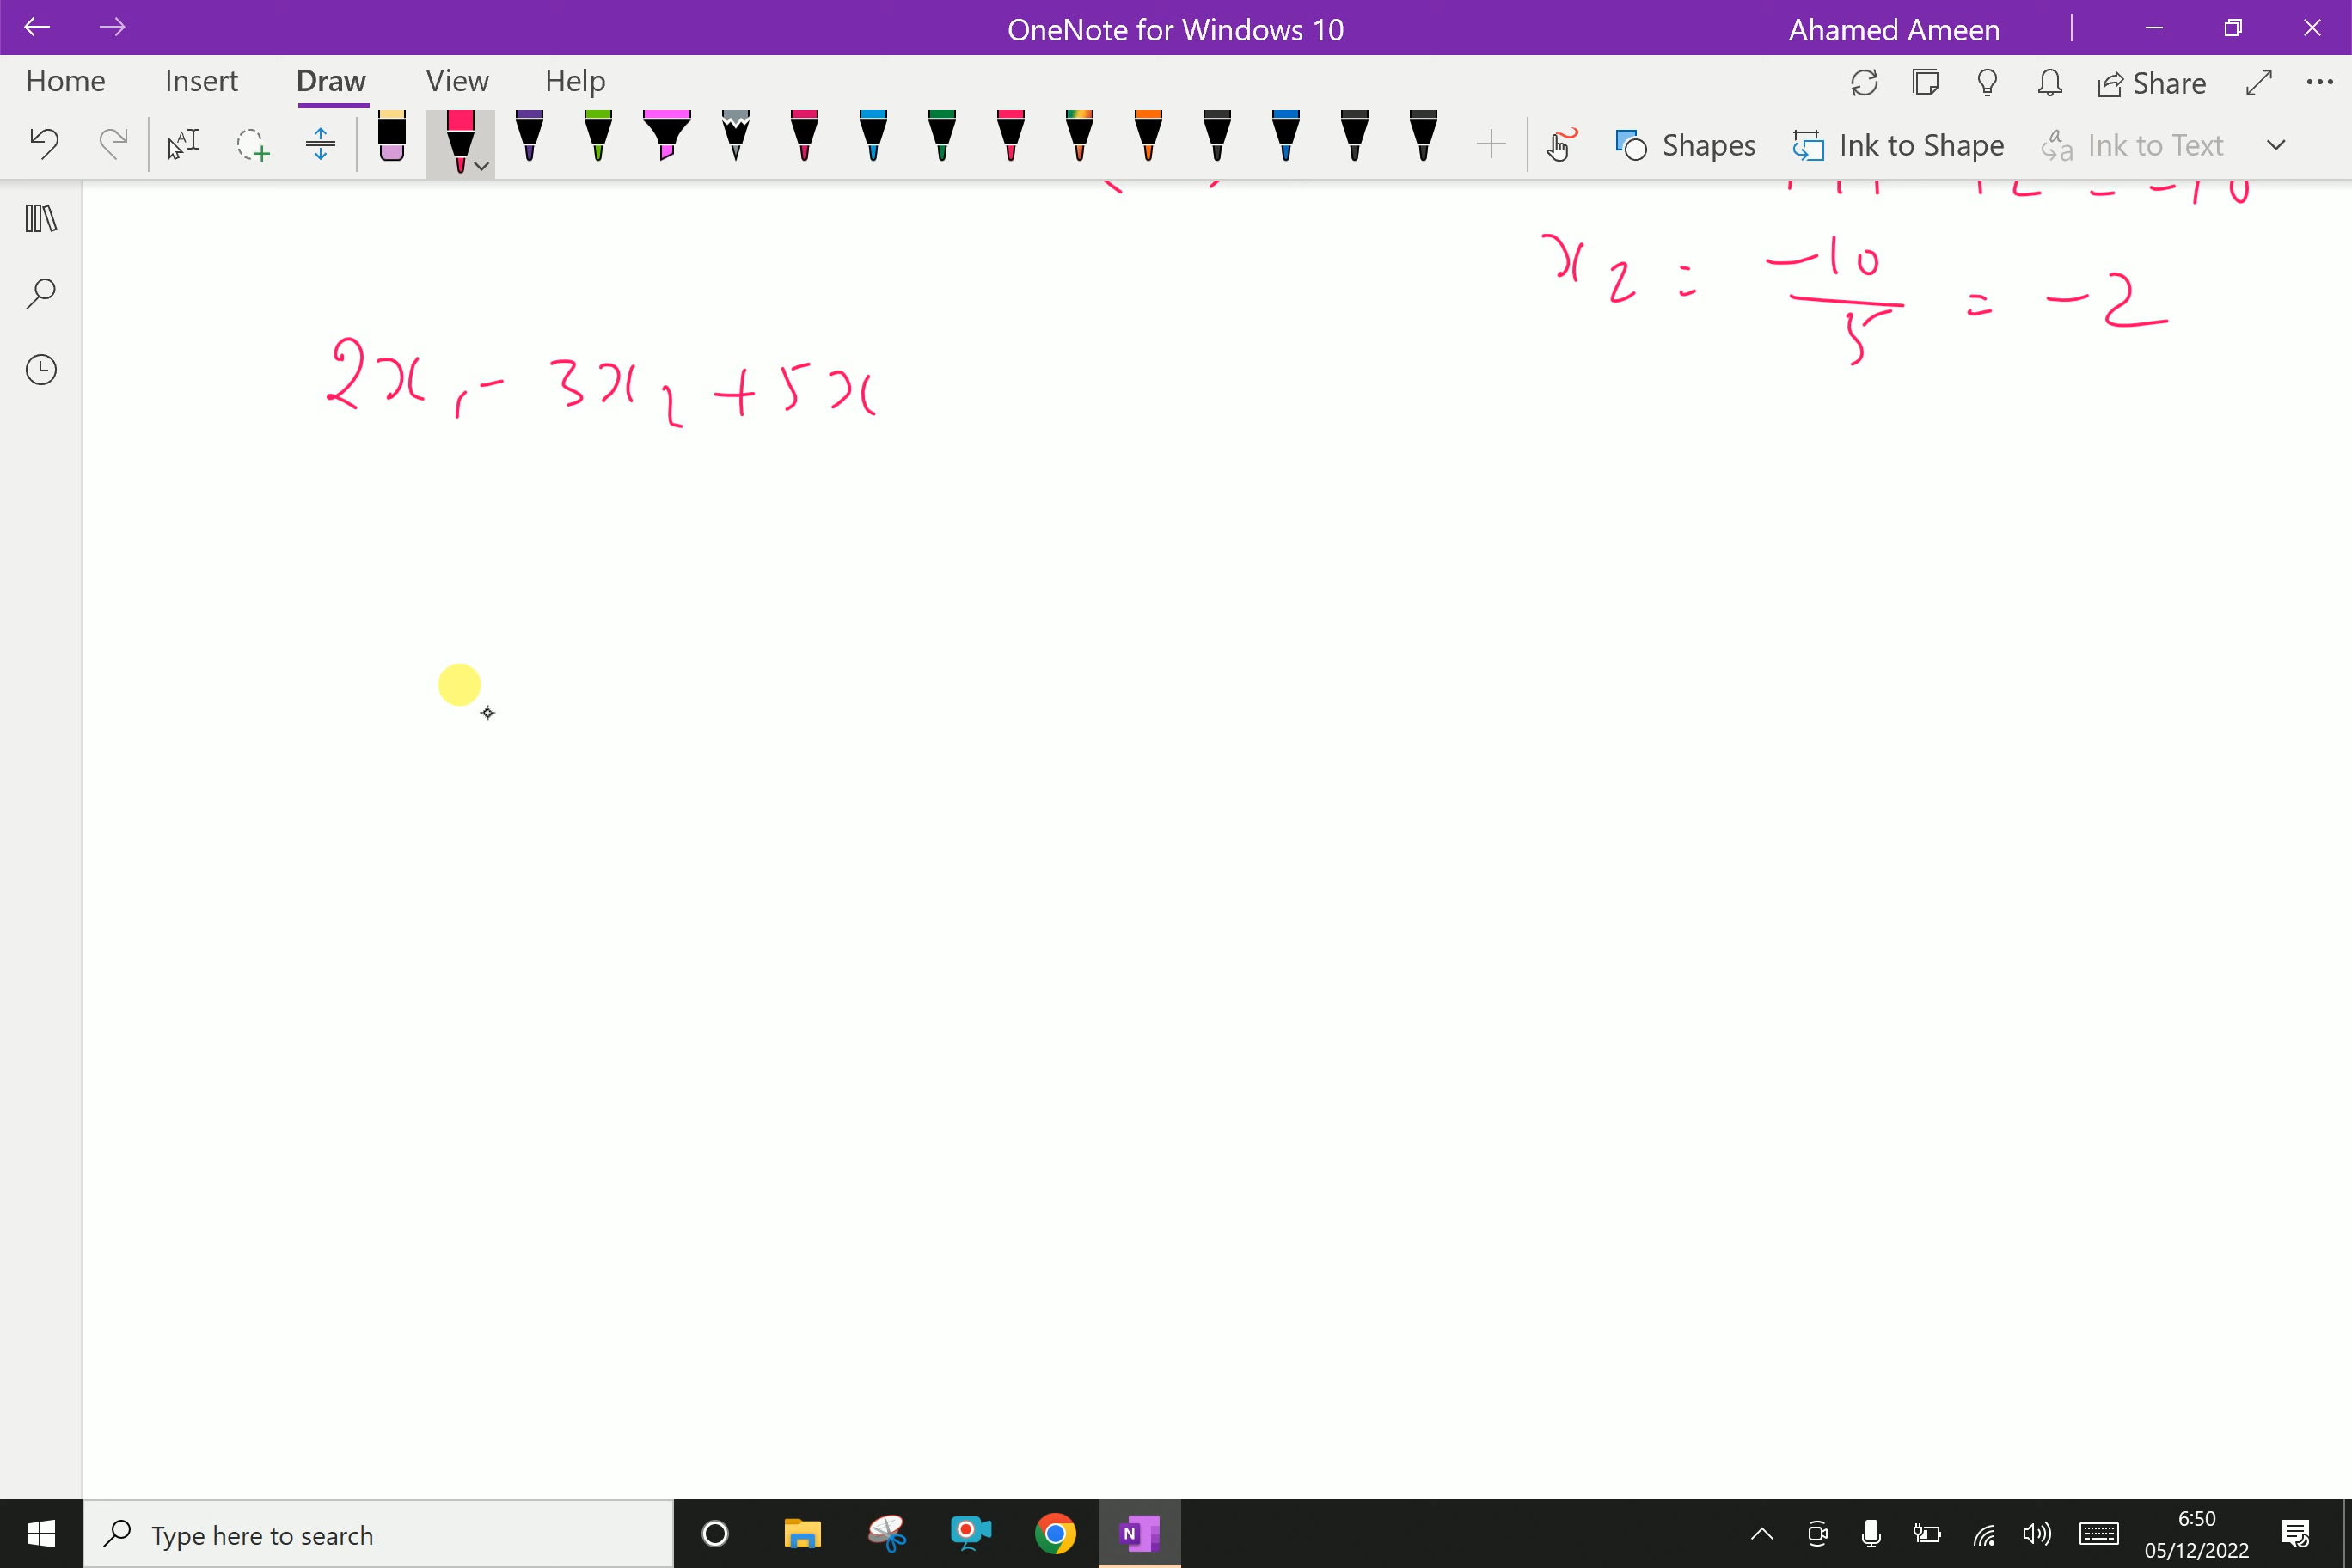 OneNote for Windows 10 Ahamed Ameen
Home Insert Draw View Help Share
Shapes Ink to Shape Ink to Text
x₂ = -10/5 = -2
2x₁ - 3x₂ + 5x
Type here to search
6:50
05/12/2022